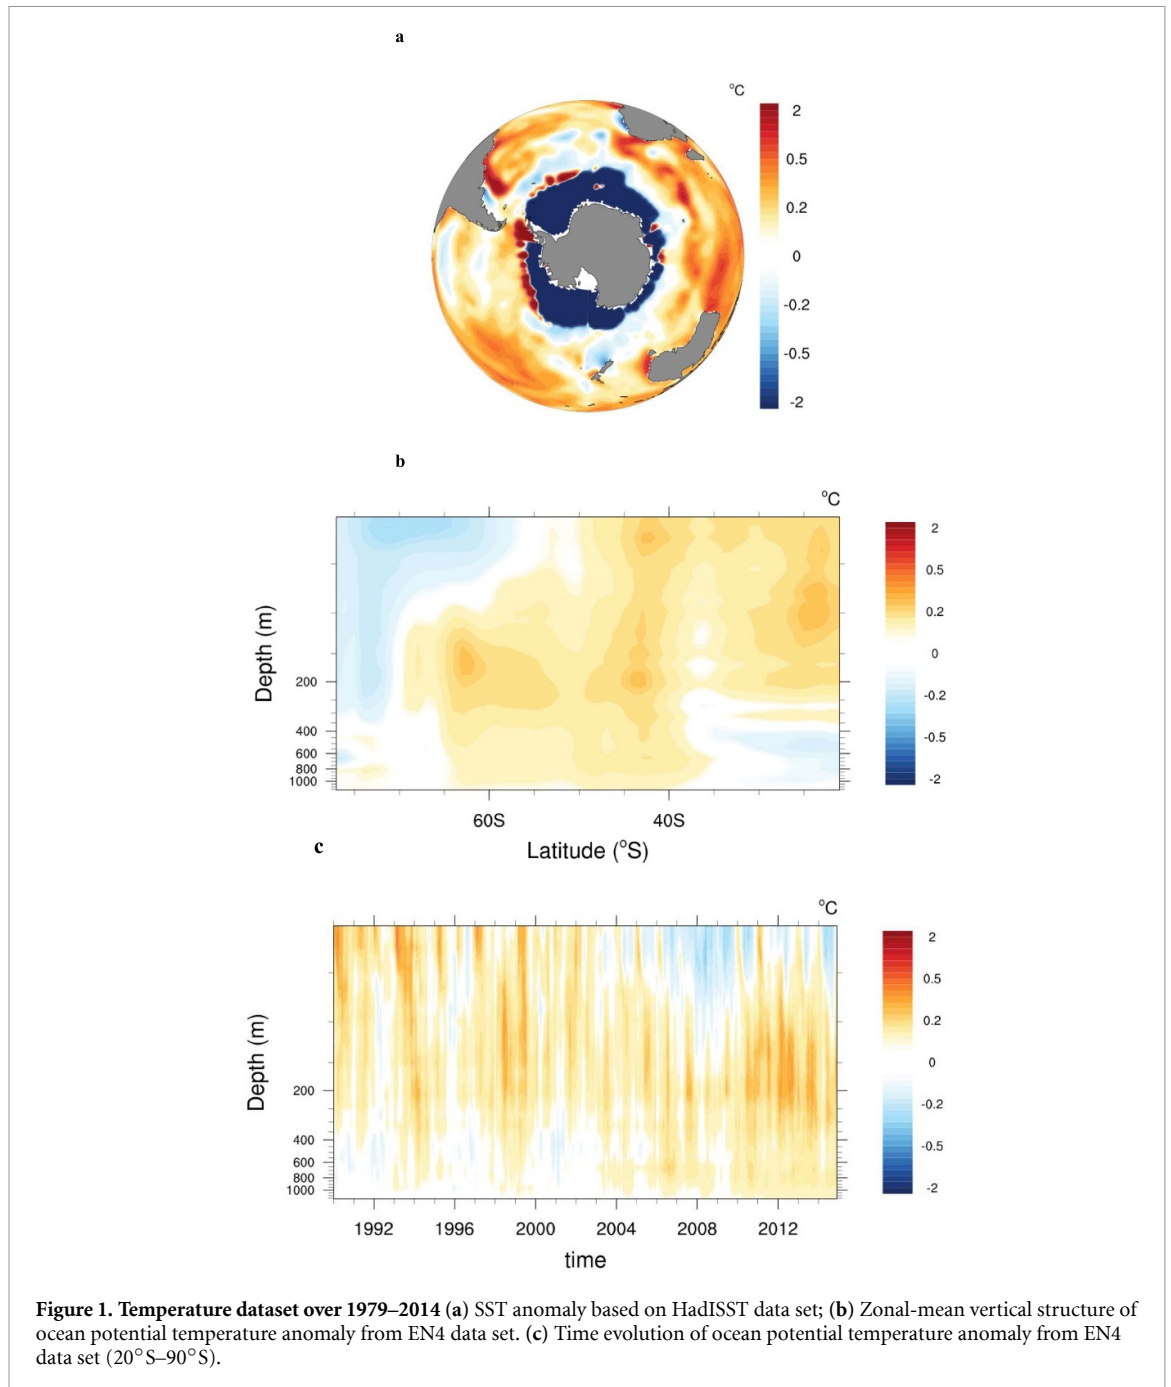 a
°C
2
0.5
0.2
0
-0.2
-0.5
-2
b
°C
Depth (m)
200
400
600
800
1000
60S 40S
Latitude (°S)
2
0.5
0.2
0
-0.2
-0.5
-2
c
°C
Depth (m)
200
400
600
800
1000
1992 1996 2000 2004 2008 2012
time
2
0.5
0.2
0
-0.2
-0.5
-2
Figure 1. Temperature dataset over 1979–2014 (a) SST anomaly based on HadISST data set; (b) Zonal-mean vertical structure of
ocean potential temperature anomaly from EN4 data set. (c) Time evolution of ocean potential temperature anomaly from EN4
data set (20°S–90°S).